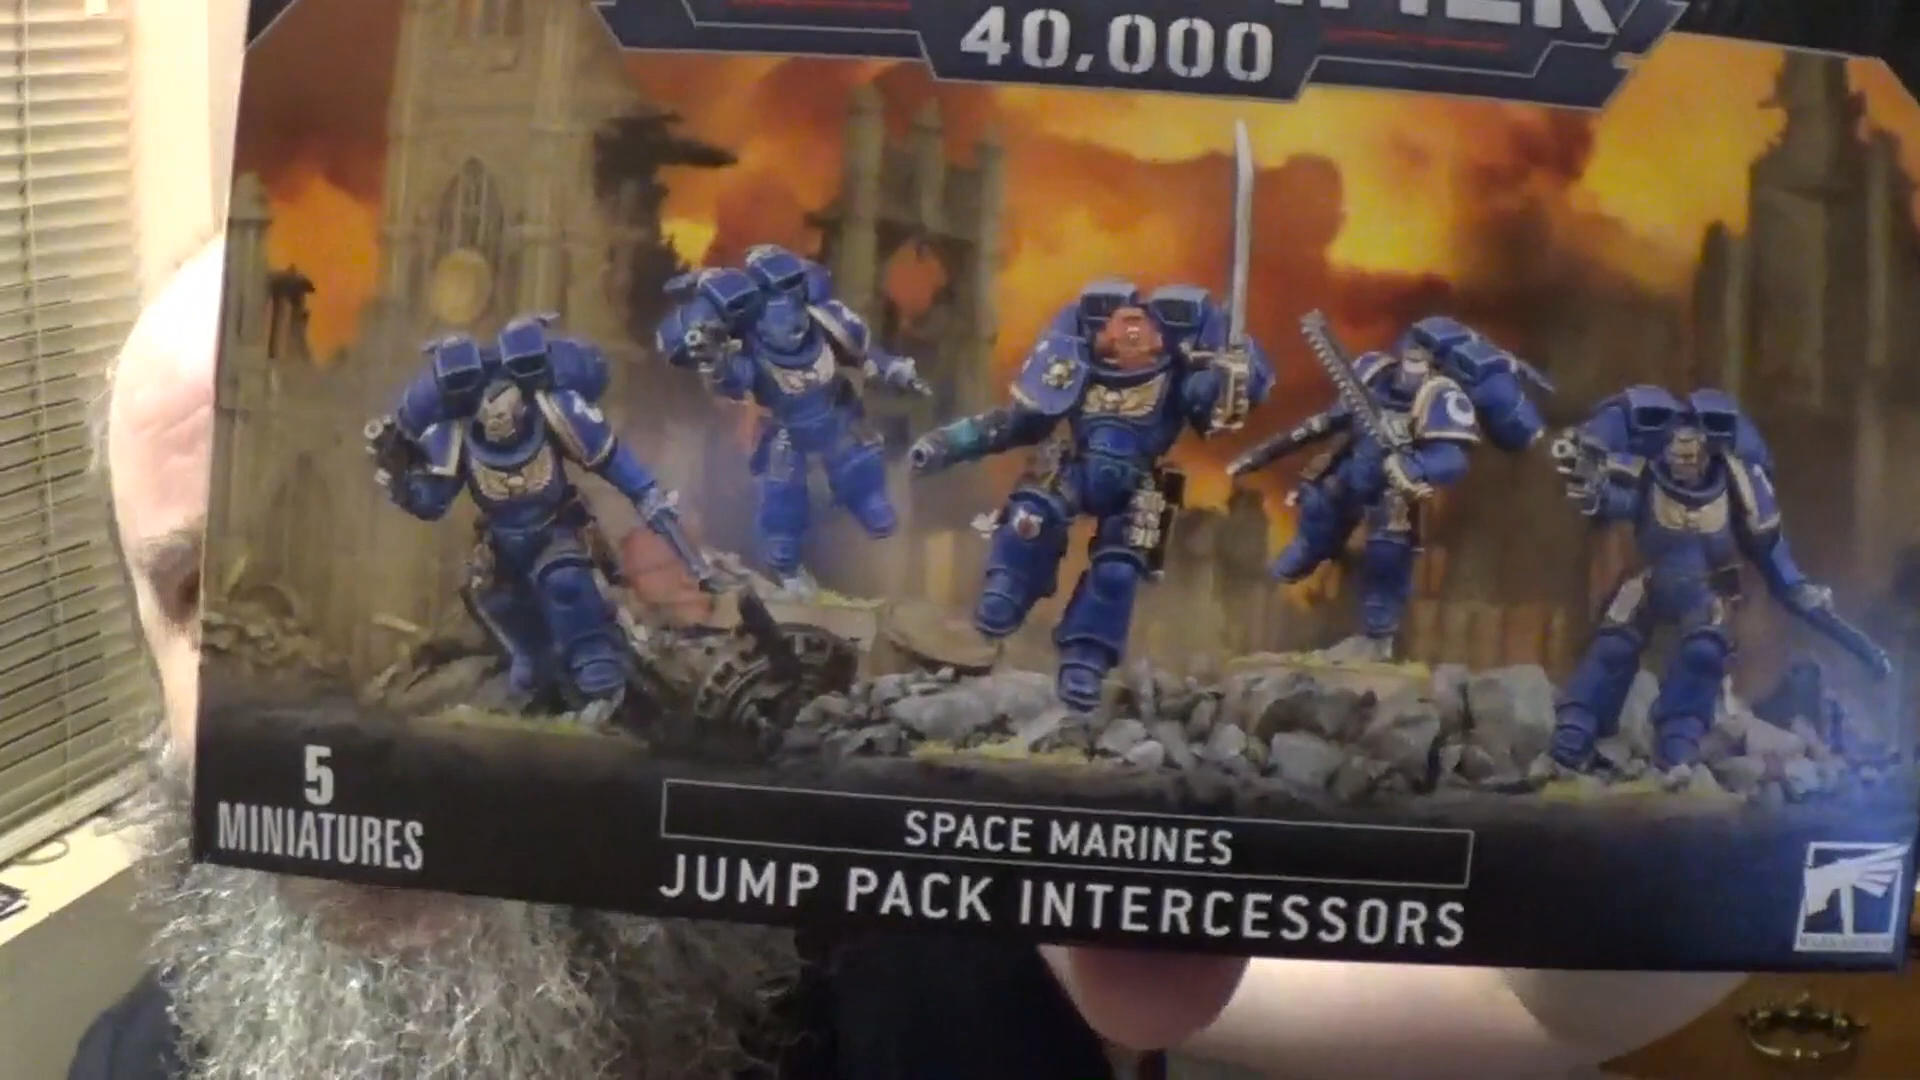 40,000
5
MINIATURES
SPACE MARINES
JUMP PACK INTERCESSORS